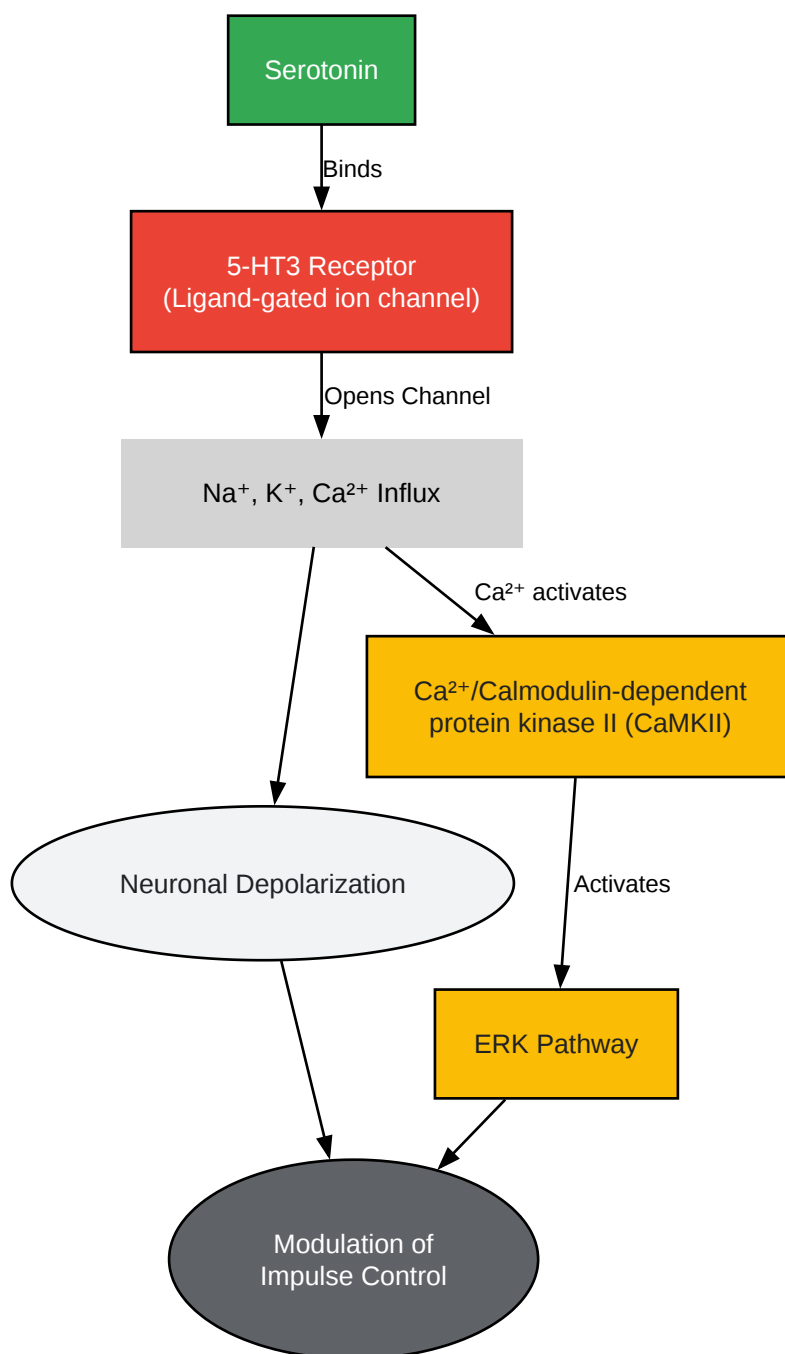 Serotonin
Binds
5-HT3 Receptor
(Ligand-gated ion channel)
Opens Channel
Na⁺, K⁺, Ca²⁺ Influx
Ca²⁺ activates
Ca²⁺/Calmodulin-dependent
protein kinase II (CaMKII)
Neuronal Depolarization
Activates
ERK Pathway
Modulation of
Impulse Control